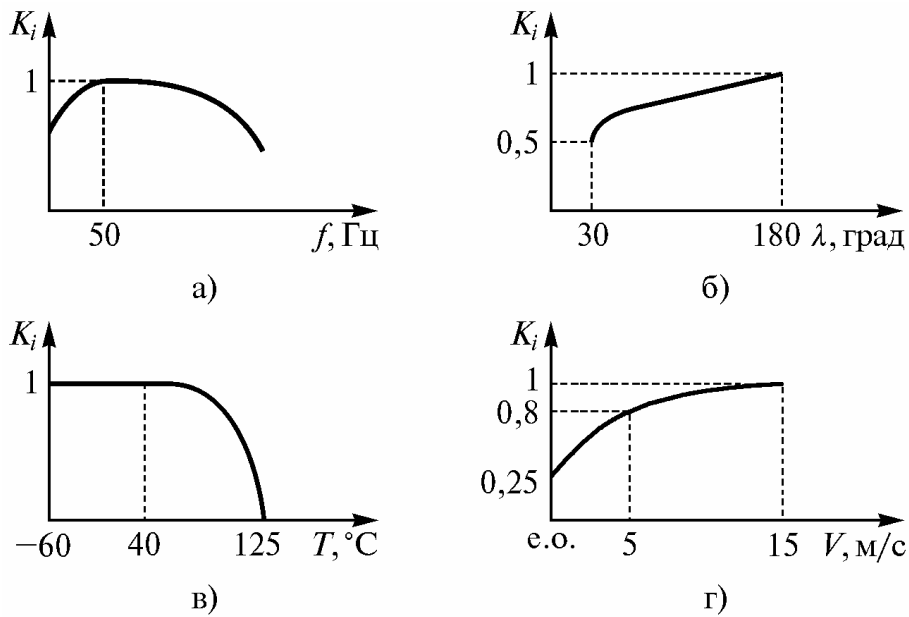 K_i
1
50
f, Гц
а)
K_i
1
0,5
30
180
λ, град
б)
K_i
1
−60
40
125
T, °C
в)
K_i
1
0,8
0,25
е.о.
5
15
V, м/с
г)